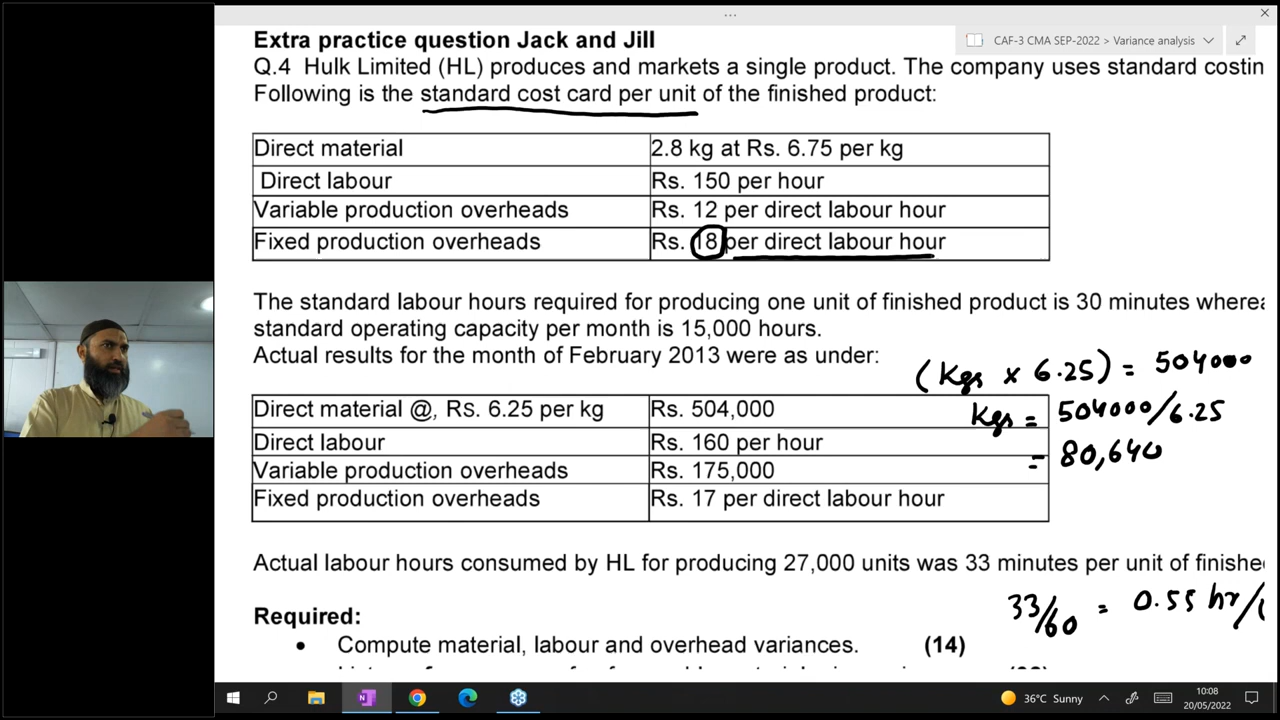 Extra practice question Jack and Jill
CAF-3 CMA SEP-2022 > Variance analysis
Q.4 Hulk Limited (HL) produces and markets a single product. The company uses standard costin
Following is the standard cost card per unit of the finished product:
Direct material 2.8 kg at Rs. 6.75 per kg
Direct labour Rs. 150 per hour
Variable production overheads Rs. 12 per direct labour hour
Fixed production overheads Rs. 18 per direct labour hour
The standard labour hours required for producing one unit of finished product is 30 minutes wherea
standard operating capacity per month is 15,000 hours.
Actual results for the month of February 2013 were as under:
(Kgs x 6.25) = 504000
Direct material @, Rs. 6.25 per kg Rs. 504,000
Kgs = 504000/6.25
Direct labour Rs. 160 per hour
= 80,640
Variable production overheads Rs. 175,000
Fixed production overheads Rs. 17 per direct labour hour
Actual labour hours consumed by HL for producing 27,000 units was 33 minutes per unit of finishe
33/60 = 0.55 hr/
Required:
• Compute material, labour and overhead variances. (14)
36°C Sunny
10:08
20/05/2022